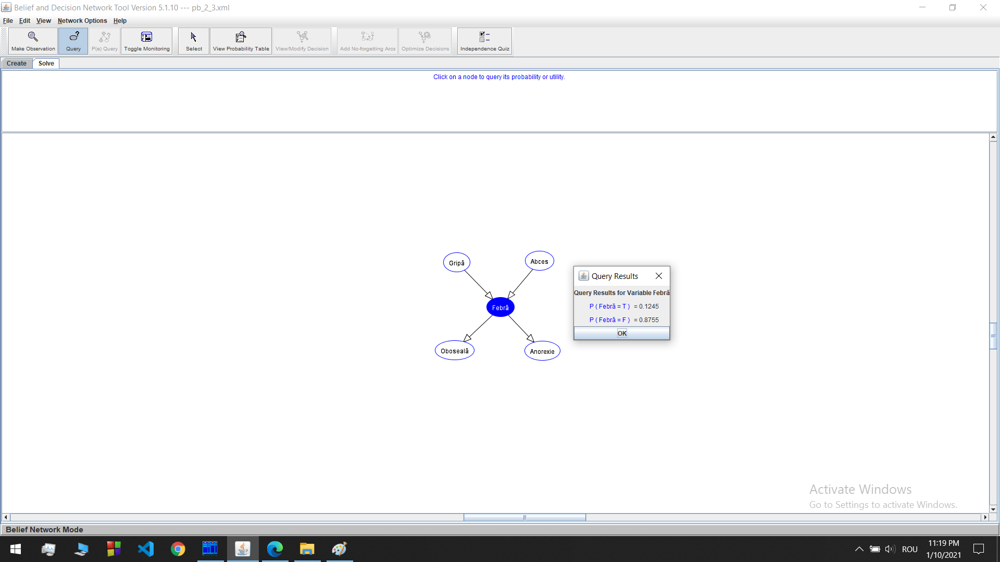 Belief and Decision Network Tool Version 5.1.10 --- pb_2_3.xml
File Edit View Network Options Help
Make Observation Query P(e) Query Toggle Monitoring Select View Probability Table View/Modify Decision Add No-forgetting Arcs Optimize Decisions Independence Quiz
Create Solve
Click on a node to query its probability or utility.
Gripă Abces
Febră
Oboseală Anorexie
Query Results
Query Results for Variable Febră
P ( Febră = T ) = 0.1245
P ( Febră = F ) = 0.8755
OK
Activate Windows
Go to Settings to activate Windows.
Belief Network Mode
ROU
11:19 PM
1/10/2021